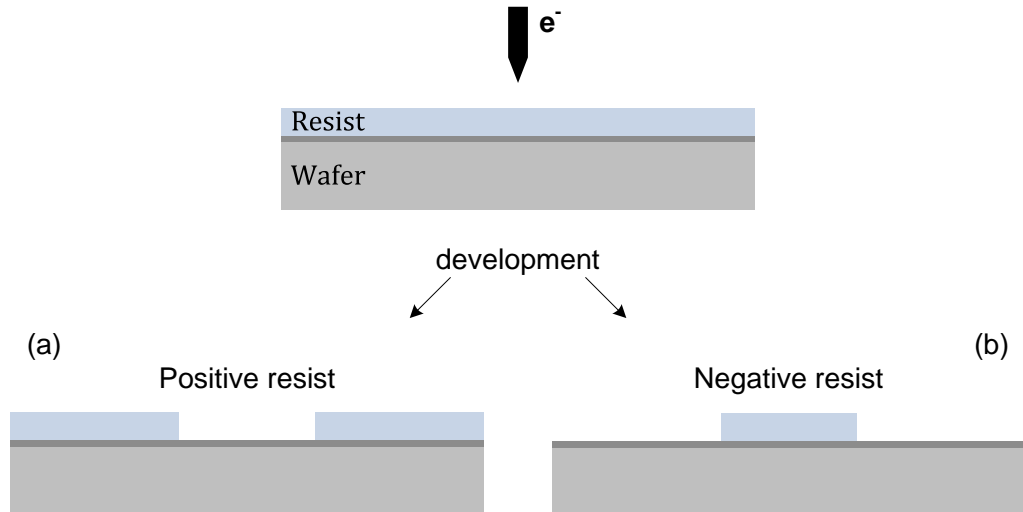 e-
Resist
Wafer
development
(a)
(b)
Positive resist
Negative resist